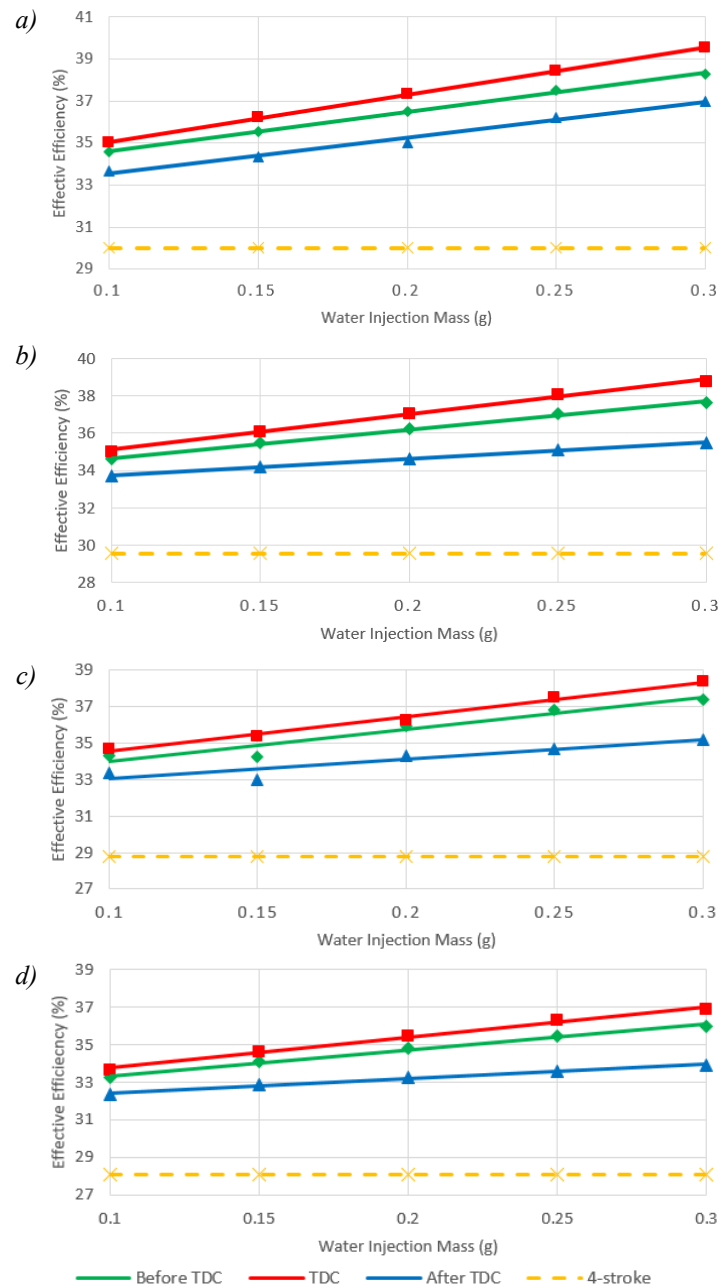 a)
41
39
37
35
33
31
29
Effectiv Efficiency (%)
0.1 0.15 0.2 0.25 0.3
Water Injection Mass (g)
b)
40
38
36
34
32
30
28
Effective Efficiency (%)
0.1 0.15 0.2 0.25 0.3
Water Injection Mass (g)
c)
39
37
35
33
31
29
27
Effective Efficiency (%)
0.1 0.15 0.2 0.25 0.3
Water Injection Mass (g)
d)
39
37
35
33
31
29
27
Effective Efficiecncy (%)
0.1 0.15 0.2 0.25 0.3
Water Injection Mass (g)
Before TDC TDC After TDC 4-stroke